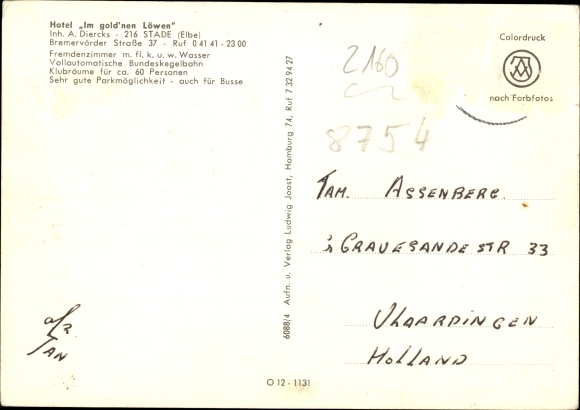 Hotel „Im gold'nen Löwen"
Inh. A. Diercks - 216 STADE (Elbe)
Bremervörder Straße 37 - Ruf 0 41 41 - 23 00
Fremdenzimmer m. fl. k. u. w. Wasser
Vollautomatische Bundeskegelbahn
Klubräume für ca. 60 Personen
Sehr gute Parkmöglichkeit - auch für Busse
afz.
JAN
6088/4 Aufn. u. Verlag Ludwig Joost, Hamburg 74, Ruf 7 32 94 27
O 12 - 1131
2160
8754
Colordruck
nach Farbfotos
FAM. ASSENBERG.
'S GRAVESANDESTR 33
VLAARDINGEN
HOLLAND